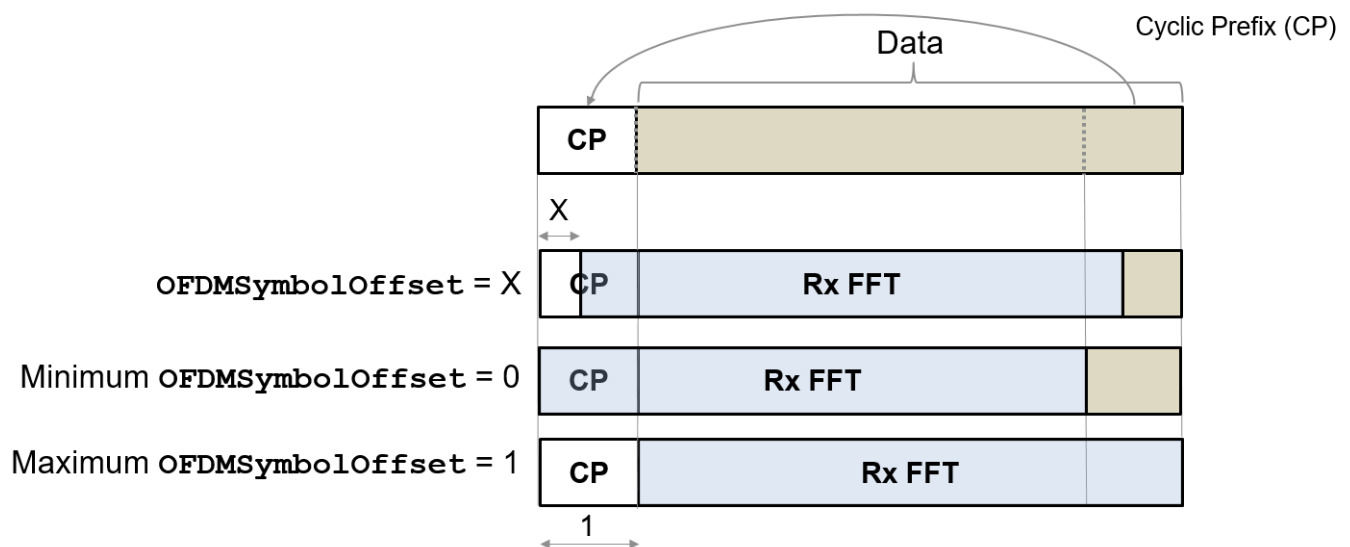 Cyclic Prefix (CP)
Data
CP
X
OFDMSymbolOffset = X
CP
Rx FFT
Minimum OFDMSymbolOffset = 0
CP
Rx FFT
Maximum OFDMSymbolOffset = 1
CP
Rx FFT
1